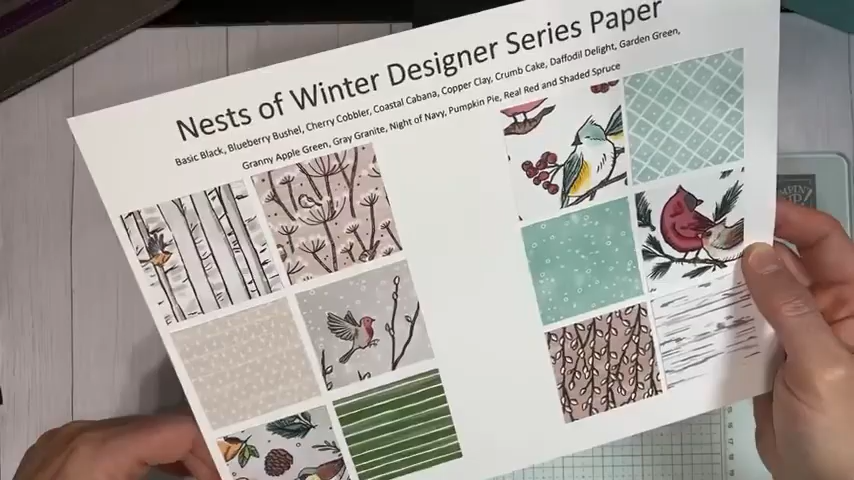 Nests of Winter Designer Series Paper
Basic Black, Blueberry Bushel, Cherry Cobbler, Coastal Cabana, Copper Clay, Crumb Cake, Daffodil Delight, Garden Green,
Granny Apple Green, Gray Granite, Night of Navy, Pumpkin Pie, Real Red and Shaded Spruce